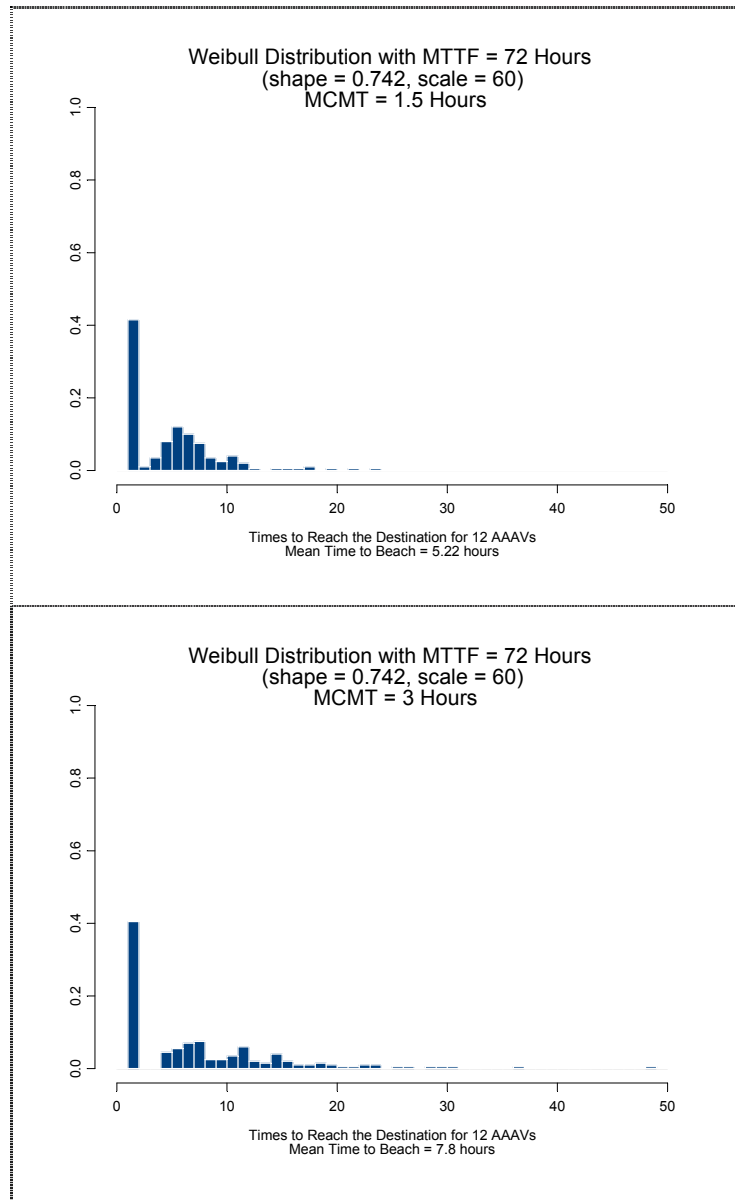 Weibull Distribution with MTTF = 72 Hours
(shape = 0.742, scale = 60)
MCMT = 1.5 Hours
1.0
0.8
0.6
0.4
0.2
0.0
0 10 20 30 40 50
Times to Reach the Destination for 12 AAAVs
Mean Time to Beach = 5.22 hours
Weibull Distribution with MTTF = 72 Hours
(shape = 0.742, scale = 60)
MCMT = 3 Hours
1.0
0.8
0.6
0.4
0.2
0.0
0 10 20 30 40 50
Times to Reach the Destination for 12 AAAVs
Mean Time to Beach = 7.8 hours